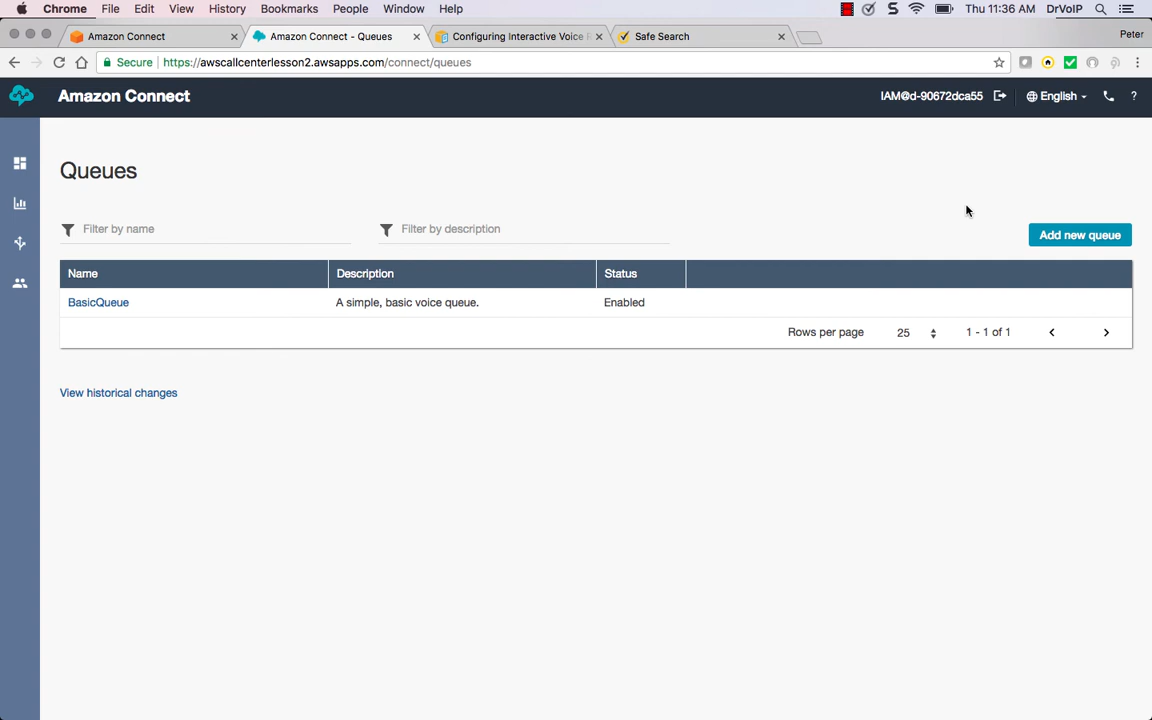 Chrome File Edit View History Bookmarks People Window Help Thu 11:36 AM DrVoIP
Amazon Connect Amazon Connect - Queues Configuring Interactive Voice Safe Search Peter
Secure https://awscallcenterlesson2.awsapps.com/connect/queues
Amazon Connect IAM@d-90672dca55 English ?
Queues
Filter by name Filter by description
Add new queue
Name Description Status
BasicQueue A simple, basic voice queue. Enabled
Rows per page 25 1 - 1 of 1
View historical changes